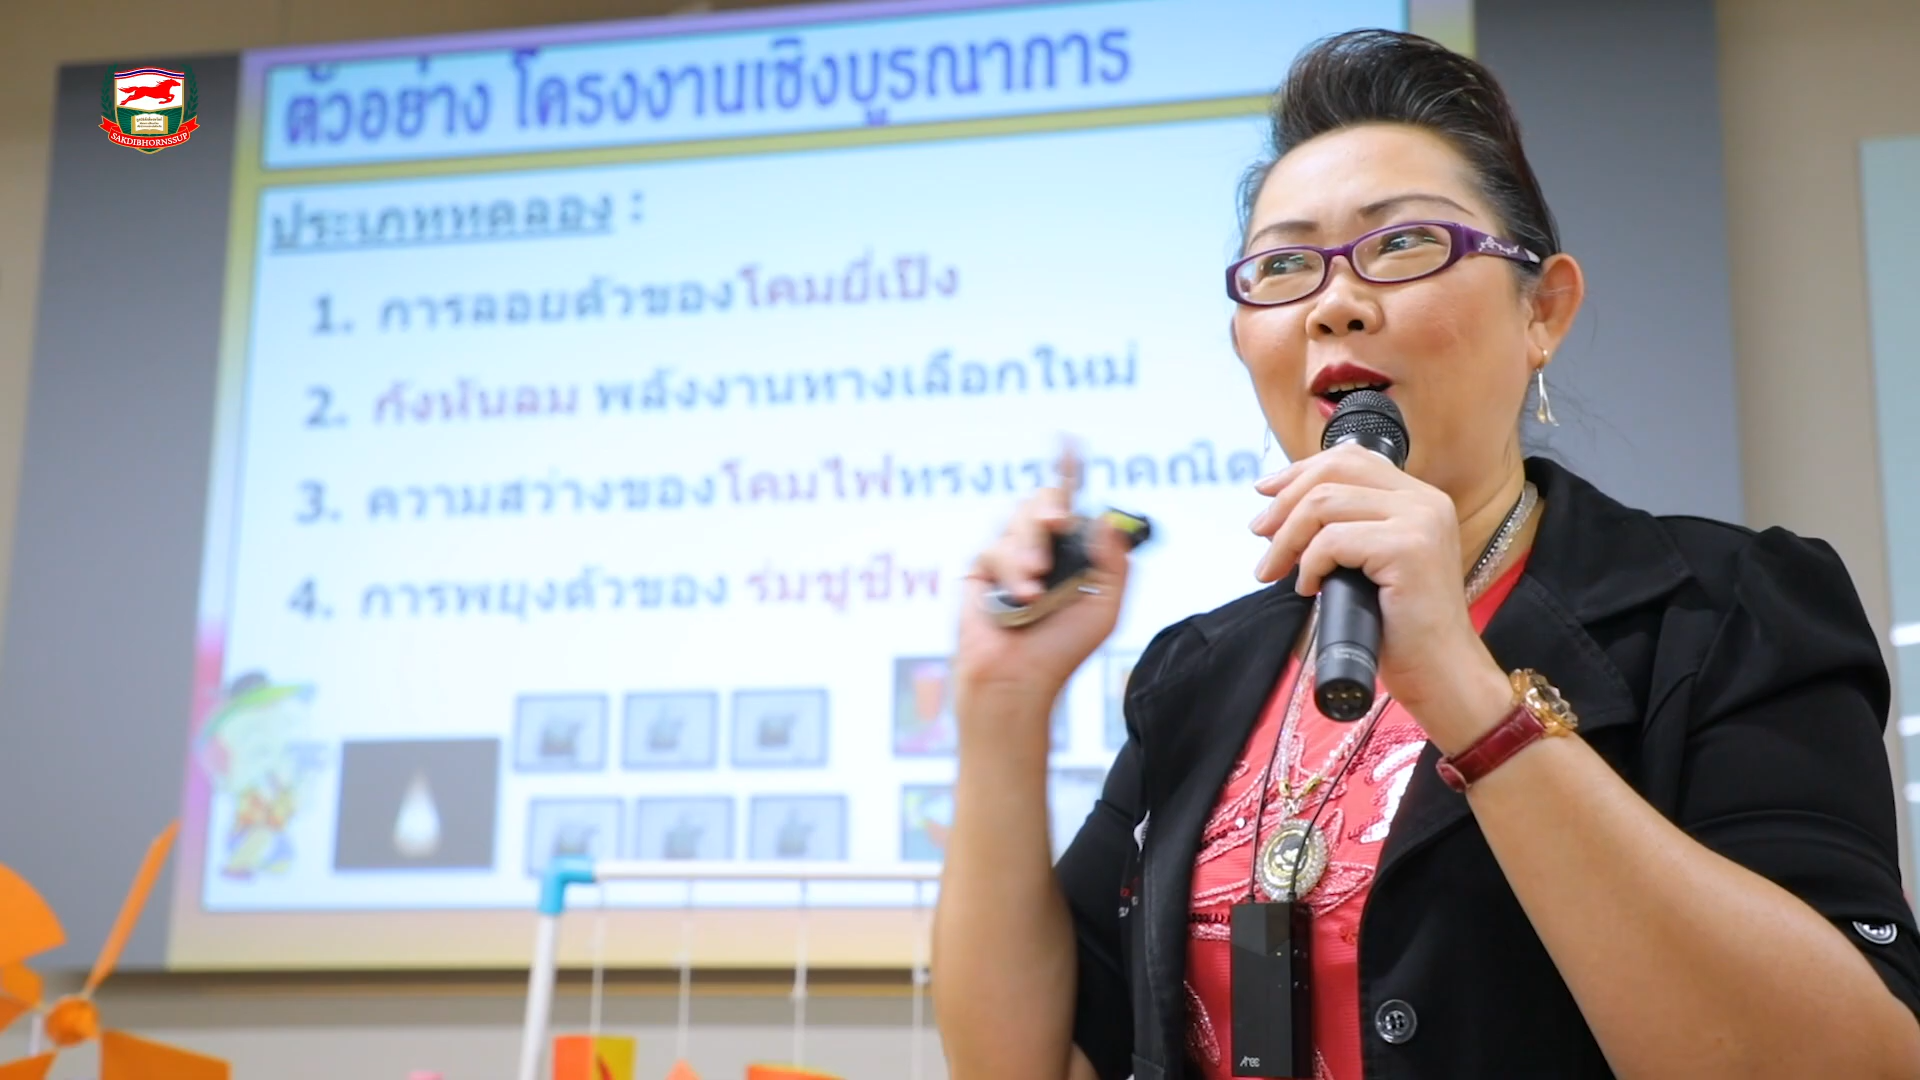 ตัวอย่าง โครงงานเชิงบูรณาการ
SAKDIBHORNSSUP
ประเภททดลอง :
1. การลอยตัวของโคมยี่เป็ง
2. กังหันลม พลังงานทางเลือกใหม่
3. ความสว่างของโคมไฟทรงเรขาคณิต
4. การพยุงตัวของ ร่มชูชีพ